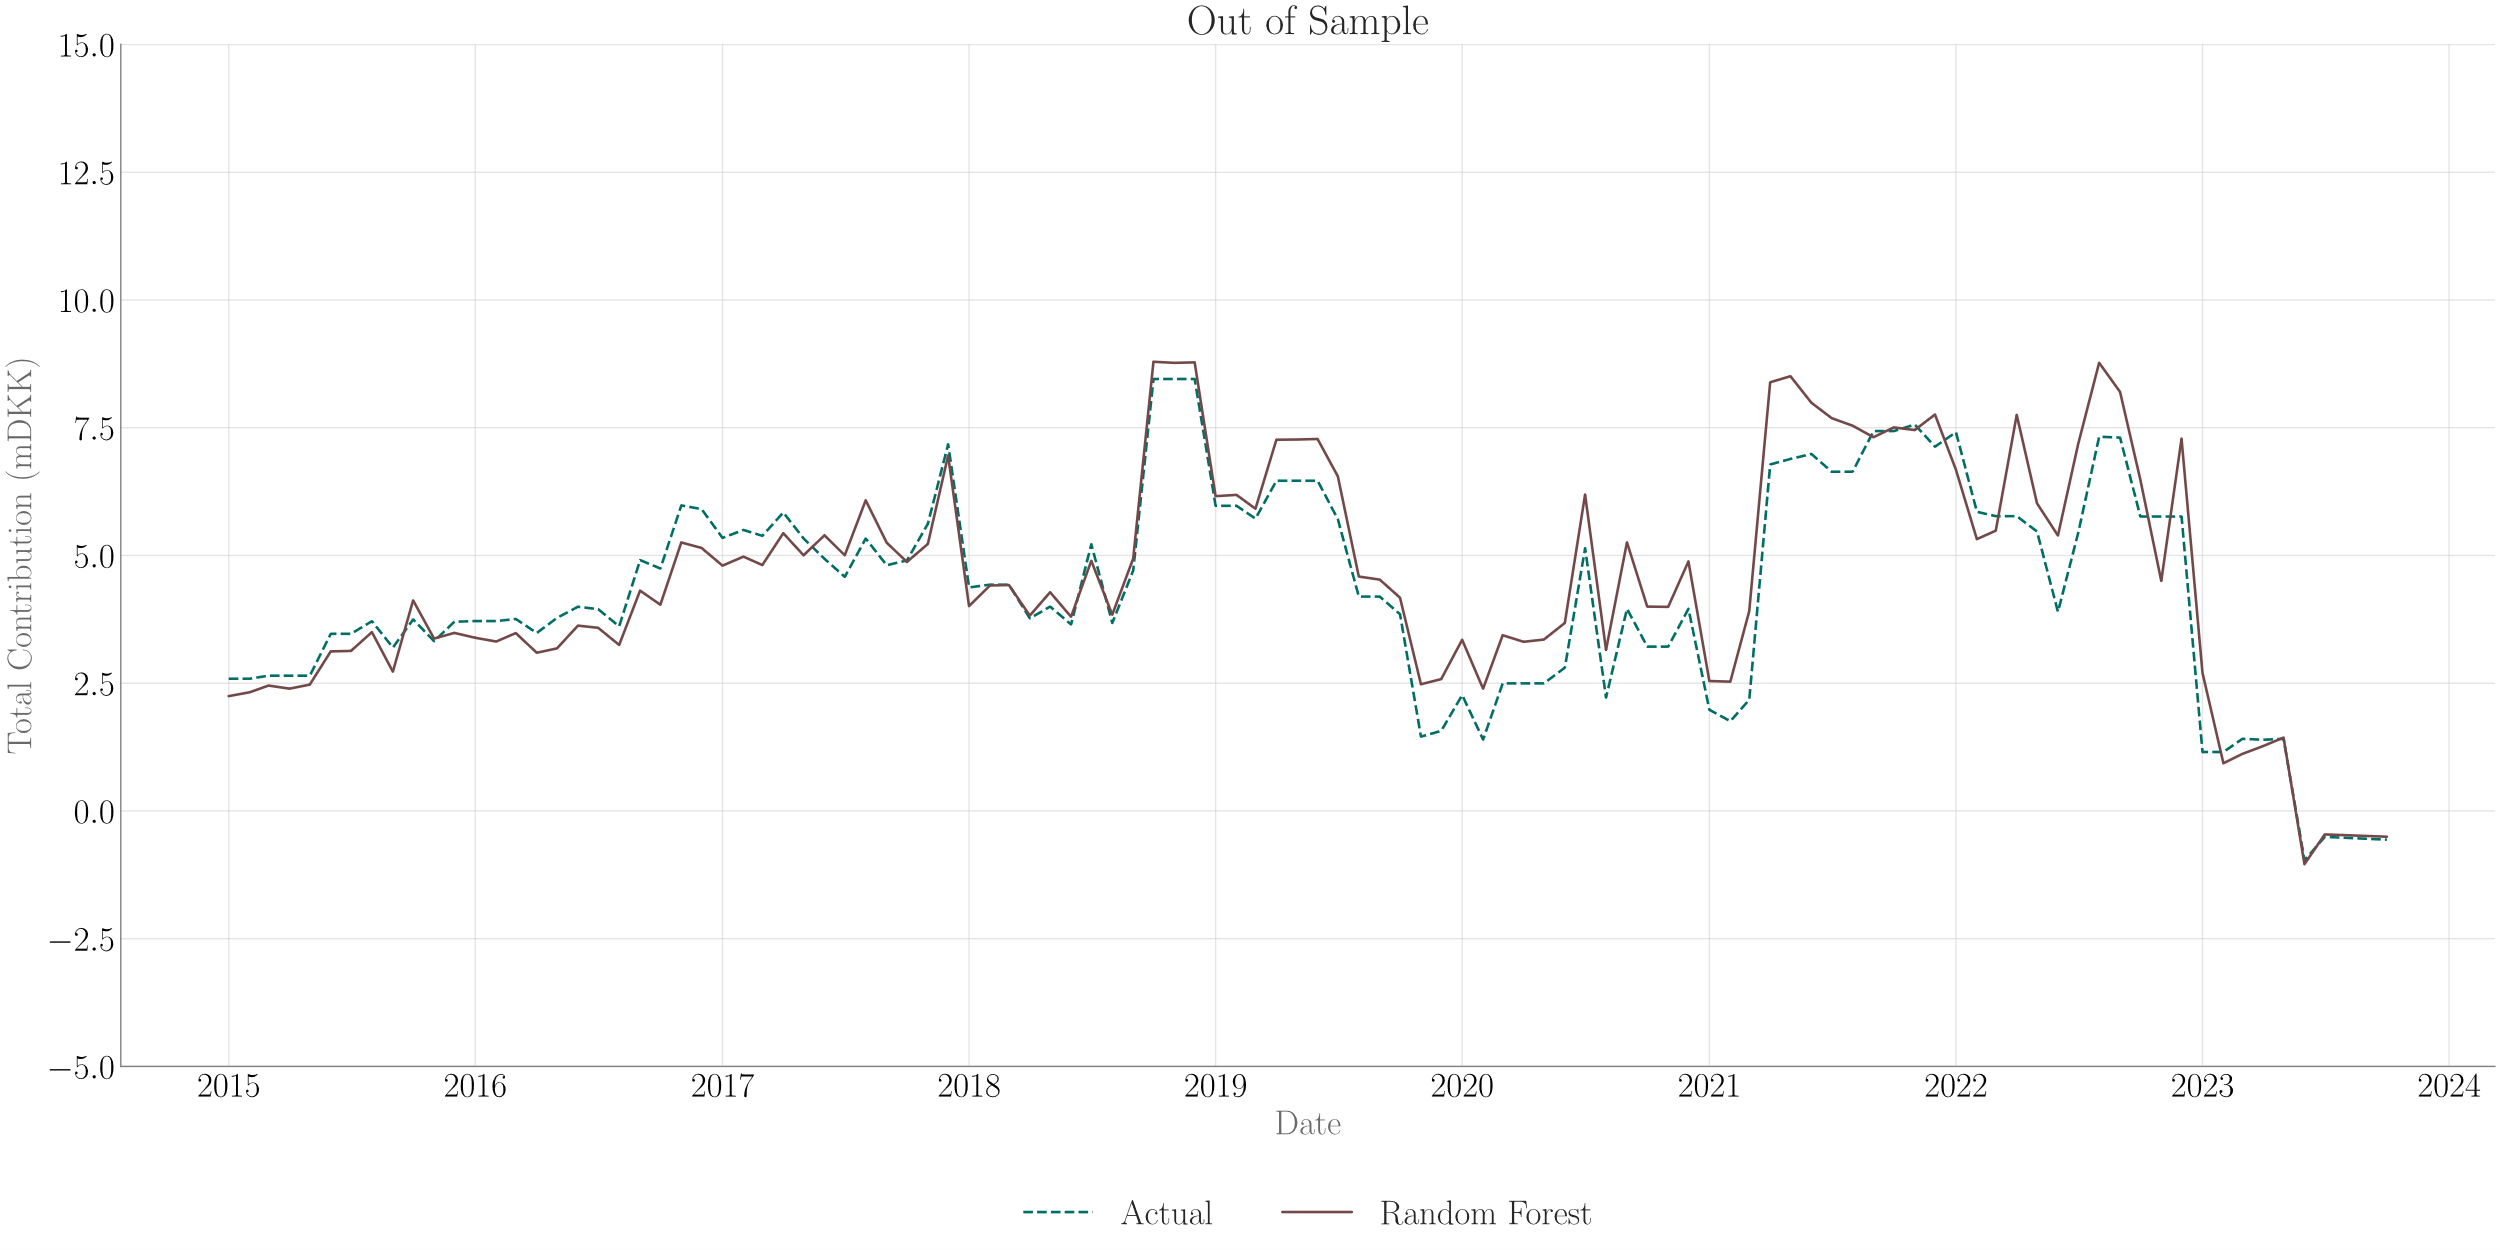 Out of Sample
Total Contribution (mDKK)
15.0
12.5
10.0
7.5
5.0
2.5
0.0
−2.5
−5.0
2015 2016 2017 2018 2019 2020 2021 2022 2023 2024
Date
Actual Random Forest